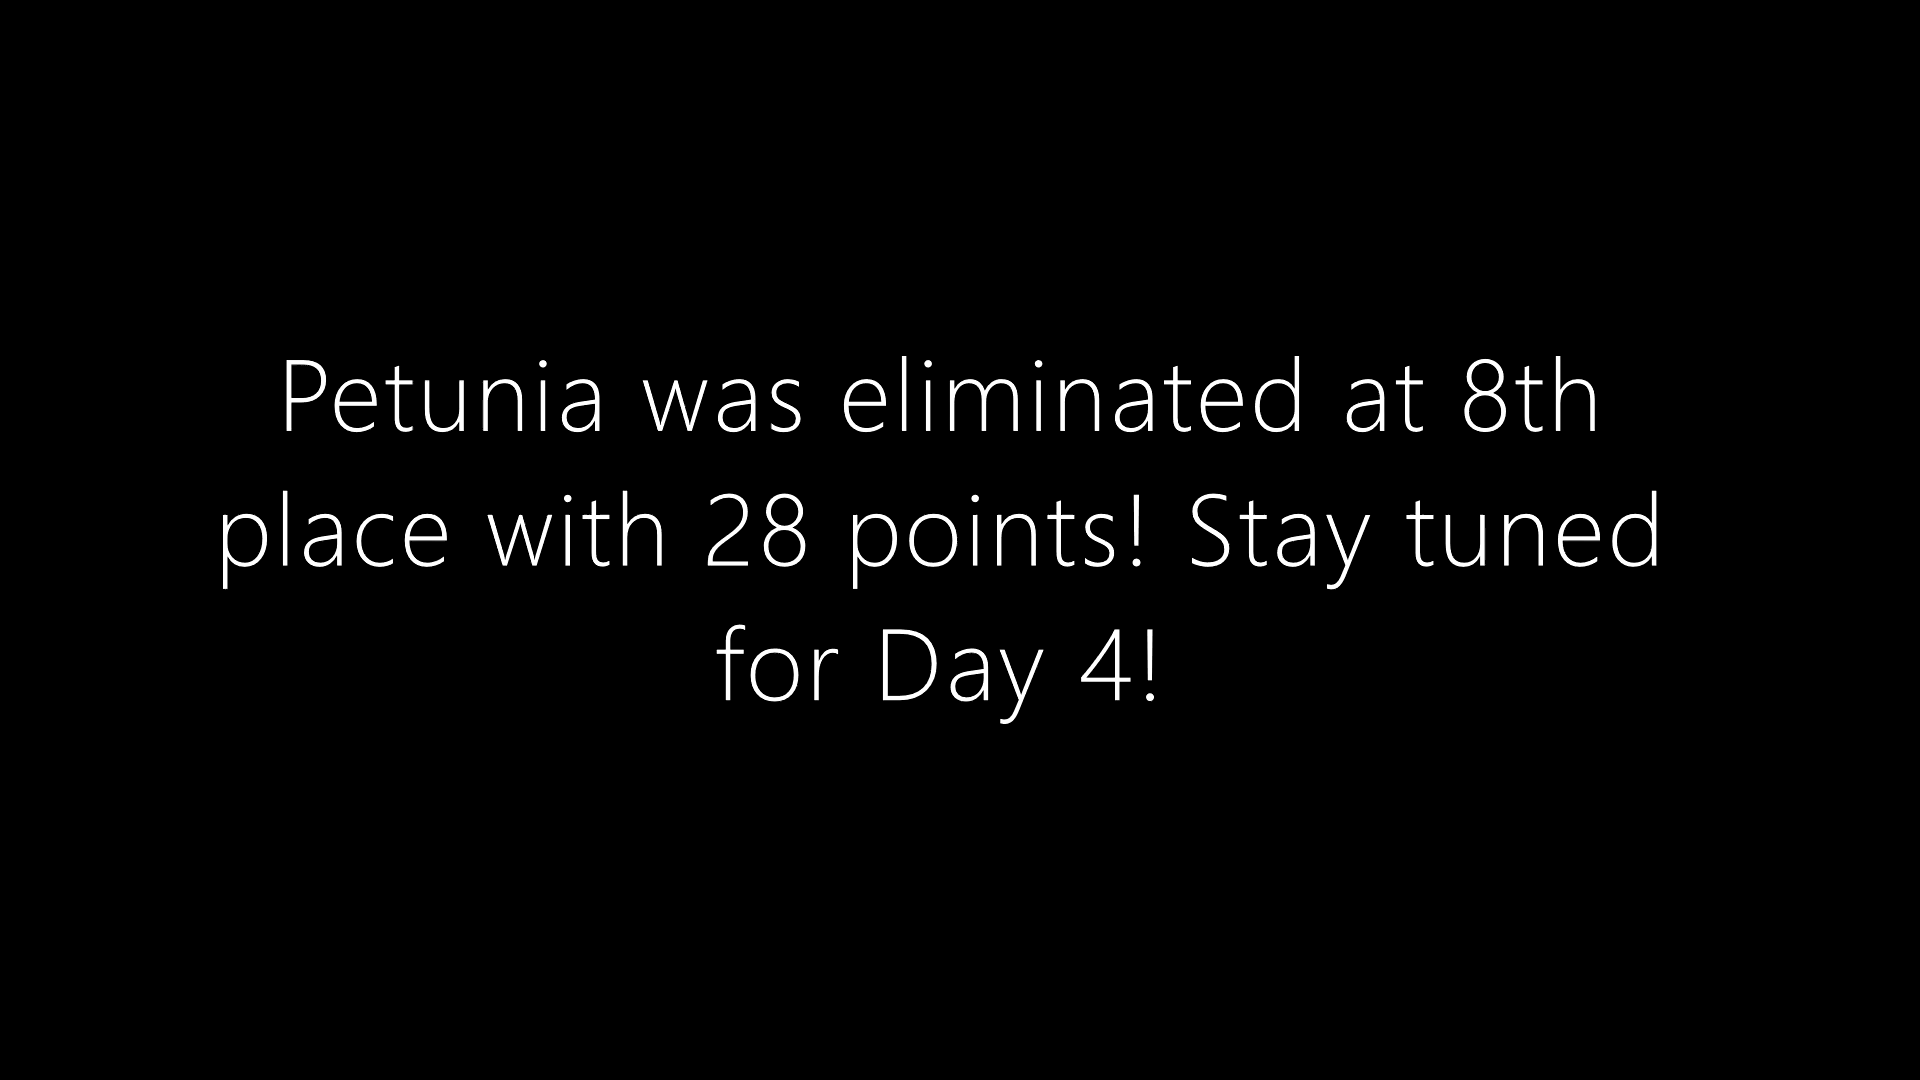 Petunia was eliminated at 8th
place with 28 points! Stay tuned
for Day 4!